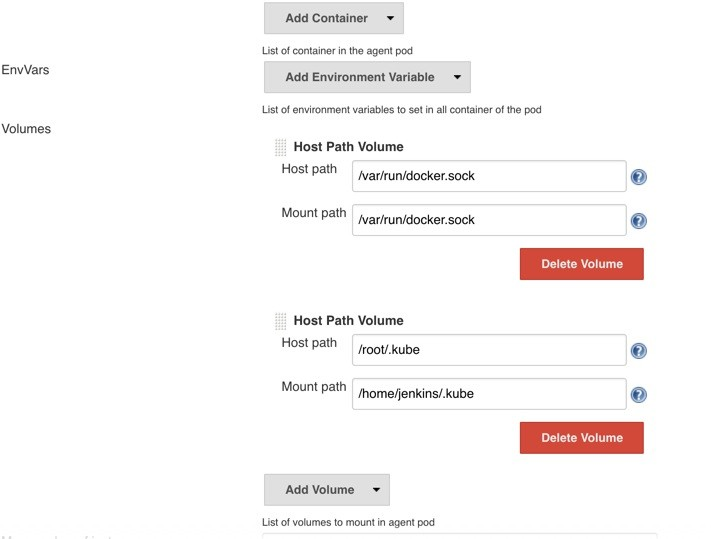 Add Container
List of container in the agent pod
EnvVars
Add Environment Variable
List of environment variables to set in all container of the pod
Volumes
Host Path Volume
Host path
/var/run/docker.sock
Mount path
/var/run/docker.sock
Delete Volume
Host Path Volume
Host path
/root/.kube
Mount path
/home/jenkins/.kube
Delete Volume
Add Volume
List of volumes to mount in agent pod